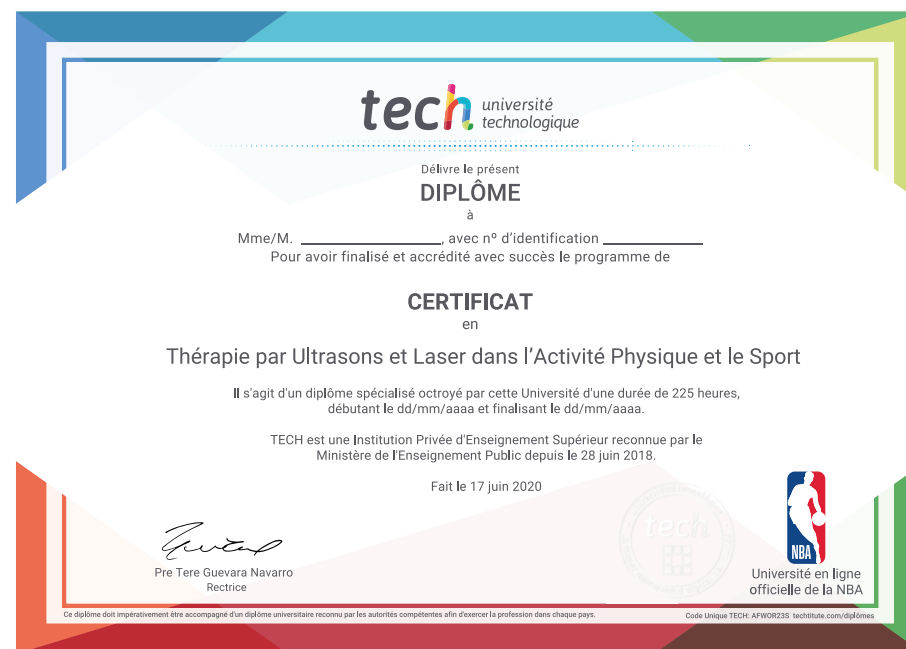 tech université
technologique
Délivre le présent
DIPLÔME
à
Mme/M. ____________________, avec nº d'identification ______________
Pour avoir finalisé et accrédité avec succès le programme de
CERTIFICAT
en
Thérapie par Ultrasons et Laser dans l'Activité Physique et le Sport
Il s'agit d'un diplôme spécialisé octroyé par cette Université d'une durée de 225 heures,
débutant le dd/mm/aaaa et finalisant le dd/mm/aaaa.
TECH est une Institution Privée d'Enseignement Supérieur reconnue par le
Ministère de l'Enseignement Public depuis le 28 juin 2018.
Fait le 17 juin 2020
tech
NBA
Pre Tere Guevara Navarro
Rectrice
Université en ligne
officielle de la NBA
Ce diplôme doit impérativement être accompagné d'un diplôme universitaire reconnu par les autorités compétentes afin d'exercer la profession dans chaque pays.
Code Unique TECH: AFWOR23S techtitute.com/diplômes